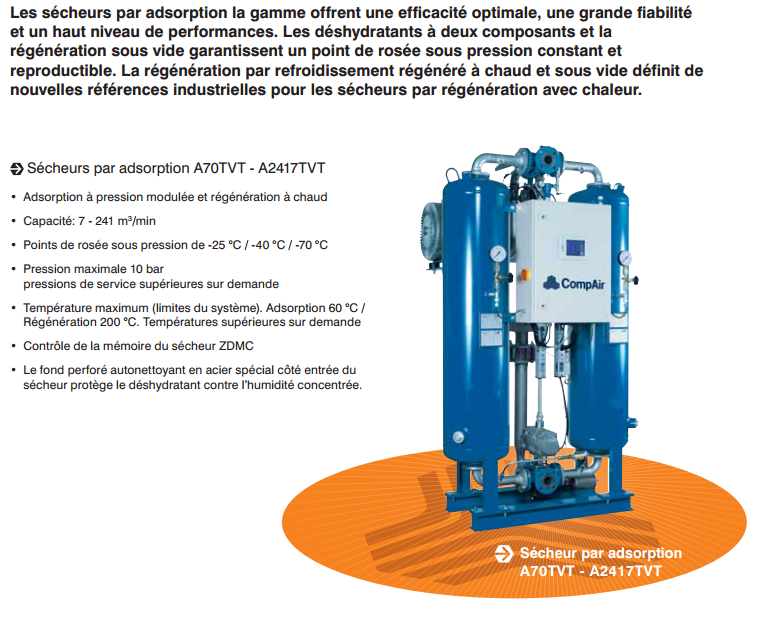 Les sécheurs par adsorption la gamme offrent une efficacité optimale, une grande fiabilité
et un haut niveau de performances. Les déshydratants à deux composants et la
régénération sous vide garantissent un point de rosée sous pression constant et
reproductible. La régénération par refroidissement régénéré à chaud et sous vide définit de
nouvelles références industrielles pour les sécheurs par régénération avec chaleur.
Sécheurs par adsorption A70TVT - A2417TVT
• Adsorption à pression modulée et régénération à chaud
• Capacité: 7 - 241 m³/min
• Points de rosée sous pression de -25 ºC / -40 ºC / -70 ºC
• Pression maximale 10 bar
pressions de service supérieures sur demande
• Température maximum (limites du système). Adsorption 60 ºC /
Régénération 200 ºC. Températures supérieures sur demande
• Contrôle de la mémoire du sécheur ZDMC
• Le fond perforé autonettoyant en acier spécial côté entrée du
sécheur protège le déshydratant contre l'humidité concentrée.
CompAir
Sécheur par adsorption
A70TVT - A2417TVT